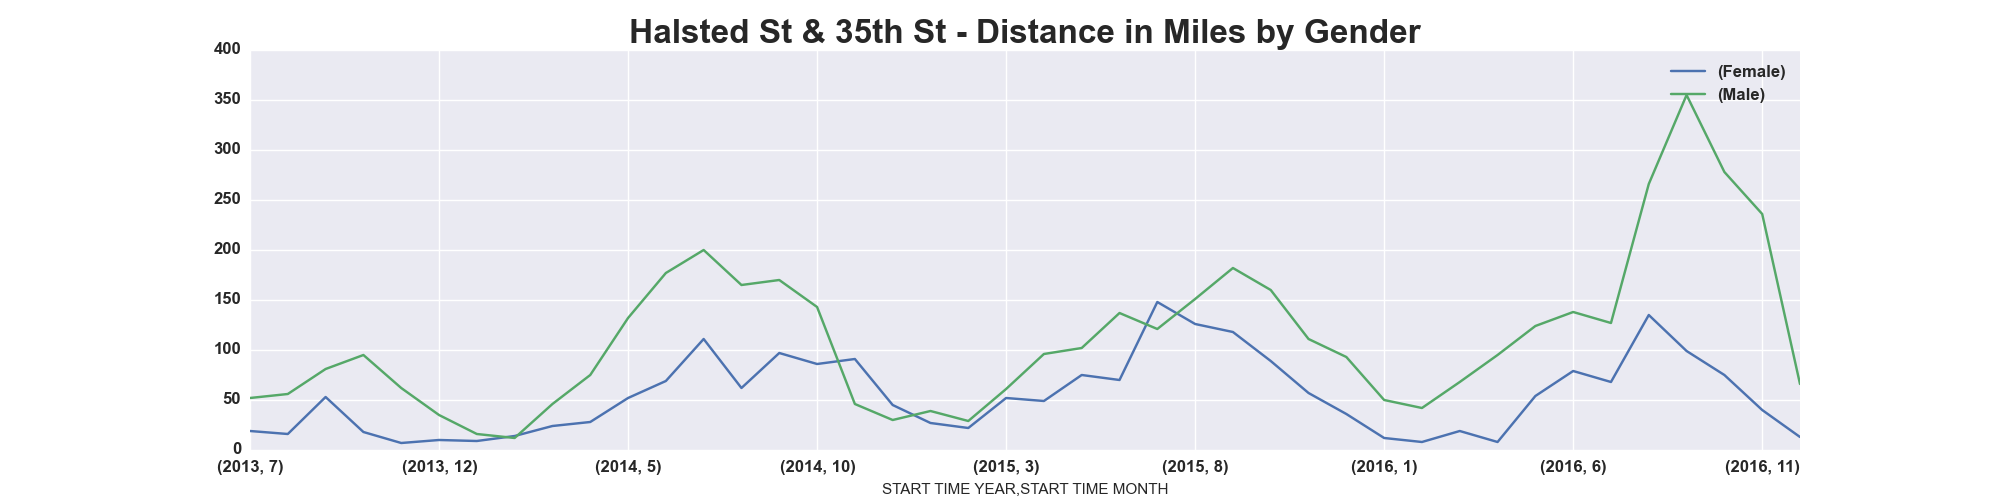 Halsted St & 35th St - Distance in Miles by Gender
400
350
300
250
200
150
100
50
0
(Female)
(Male)
(2013, 7) (2013, 12) (2014, 5) (2014, 10) (2015, 3) (2015, 8) (2016, 1) (2016, 6) (2016, 11)
START TIME YEAR,START TIME MONTH